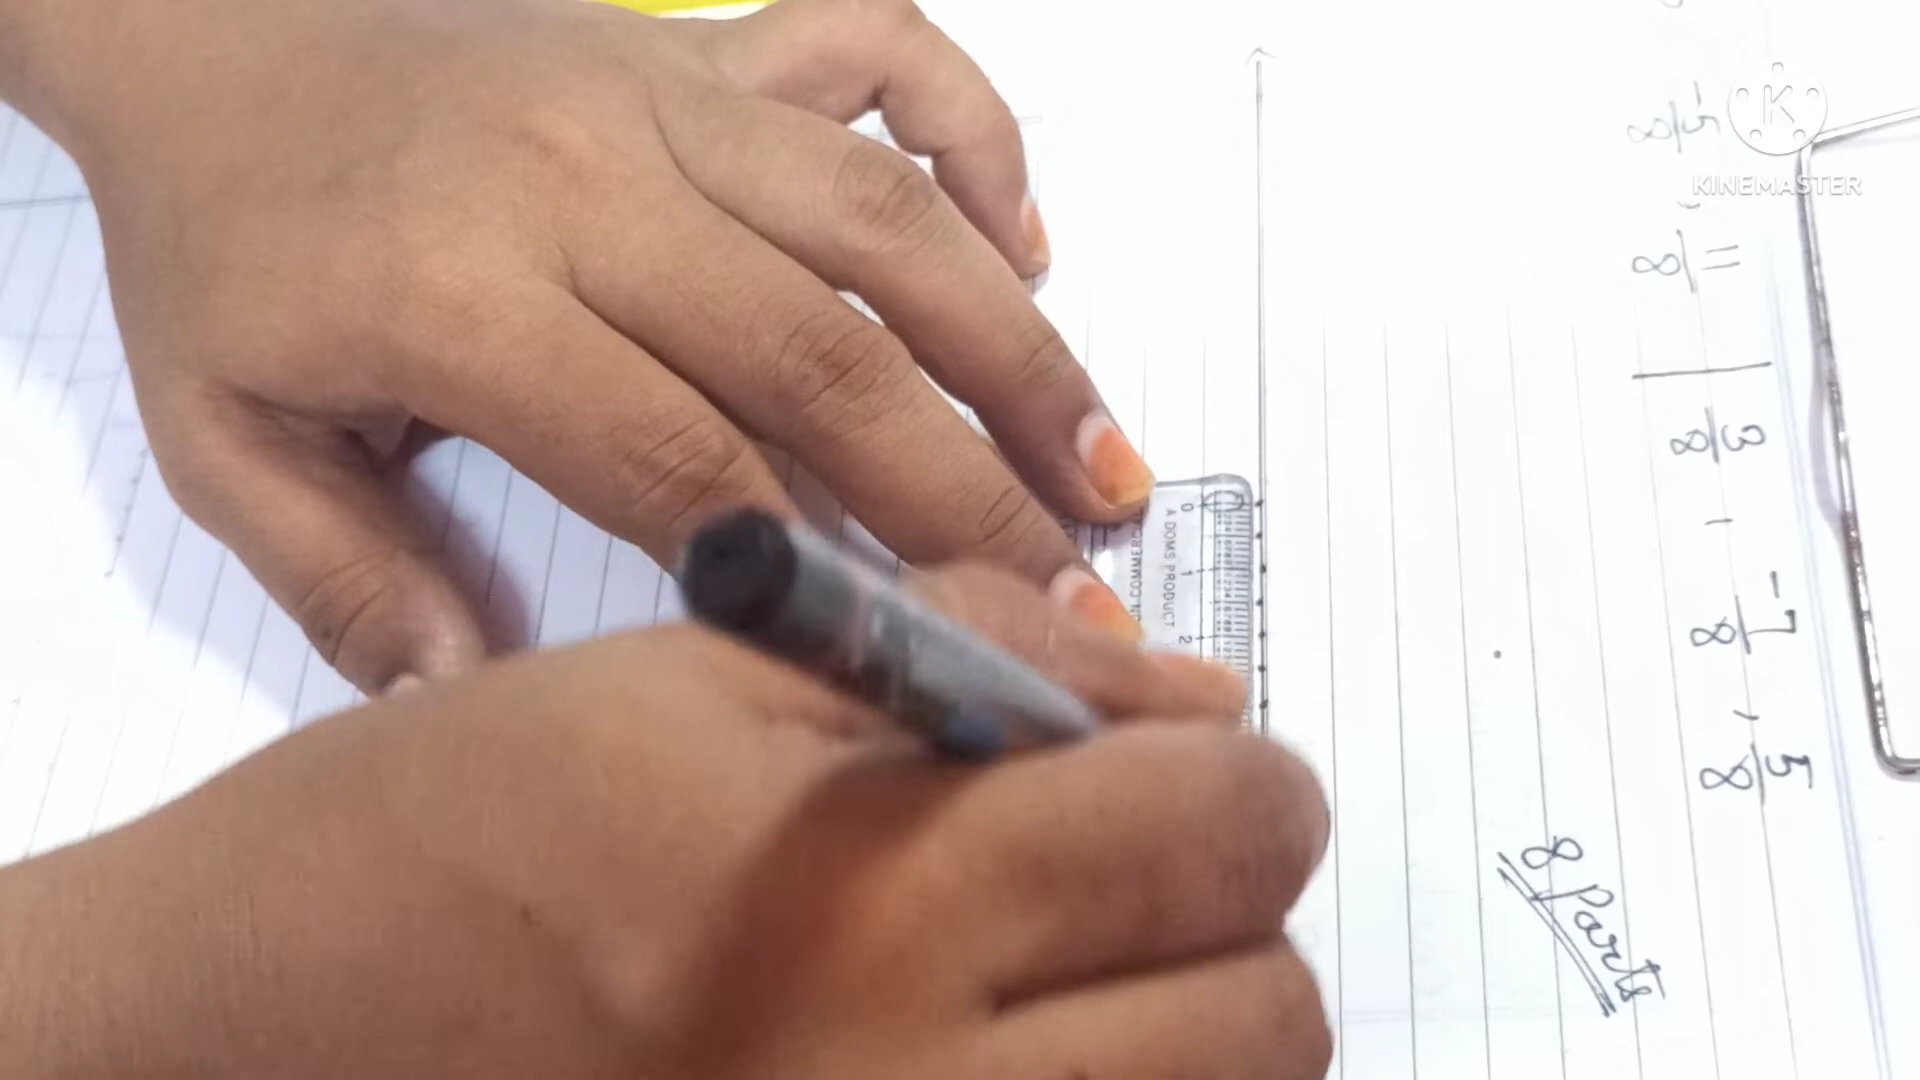 -5/8 , 11/8 | 3/8 , -7/8 , 5/8
8 Parts
A DOMS PRODUCT
0 1 2
KINEMASTER